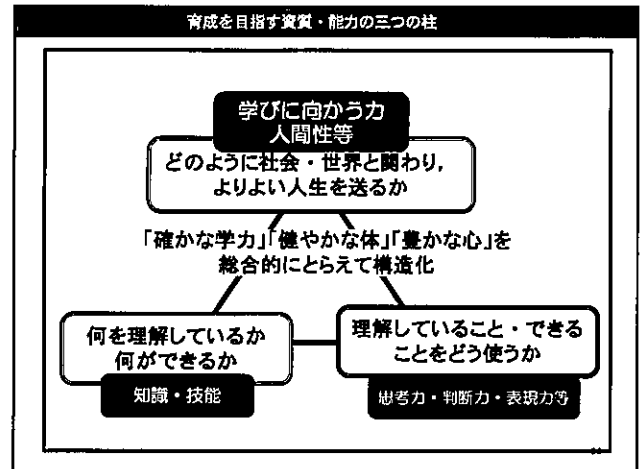 育成を目指す資質・能力の三つの柱
学びに向かう力
人間性等
どのように社会・世界と関わり，
よりよい人生を送るか
「確かな学力」「健やかな体」「豊かな心」を
総合的にとらえて構造化
何を理解しているか
何ができるか
知識・技能
理解していること・できる
ことをどう使うか
思考力・判断力・表現力等